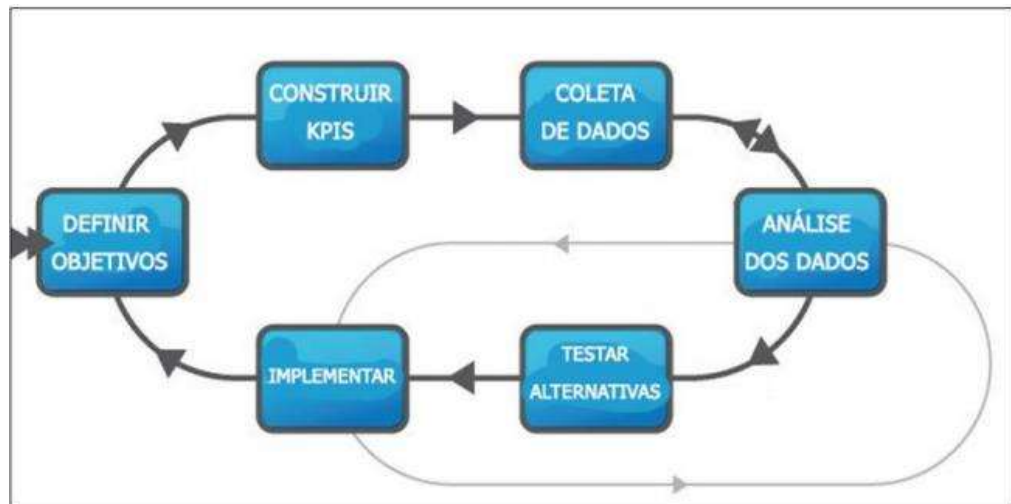 CONSTRUIR
KPIS
COLETA
DE DADOS
DEFINIR
OBJETIVOS
ANÁLISE
DOS DADOS
IMPLEMENTAR
TESTAR
ALTERNATIVAS